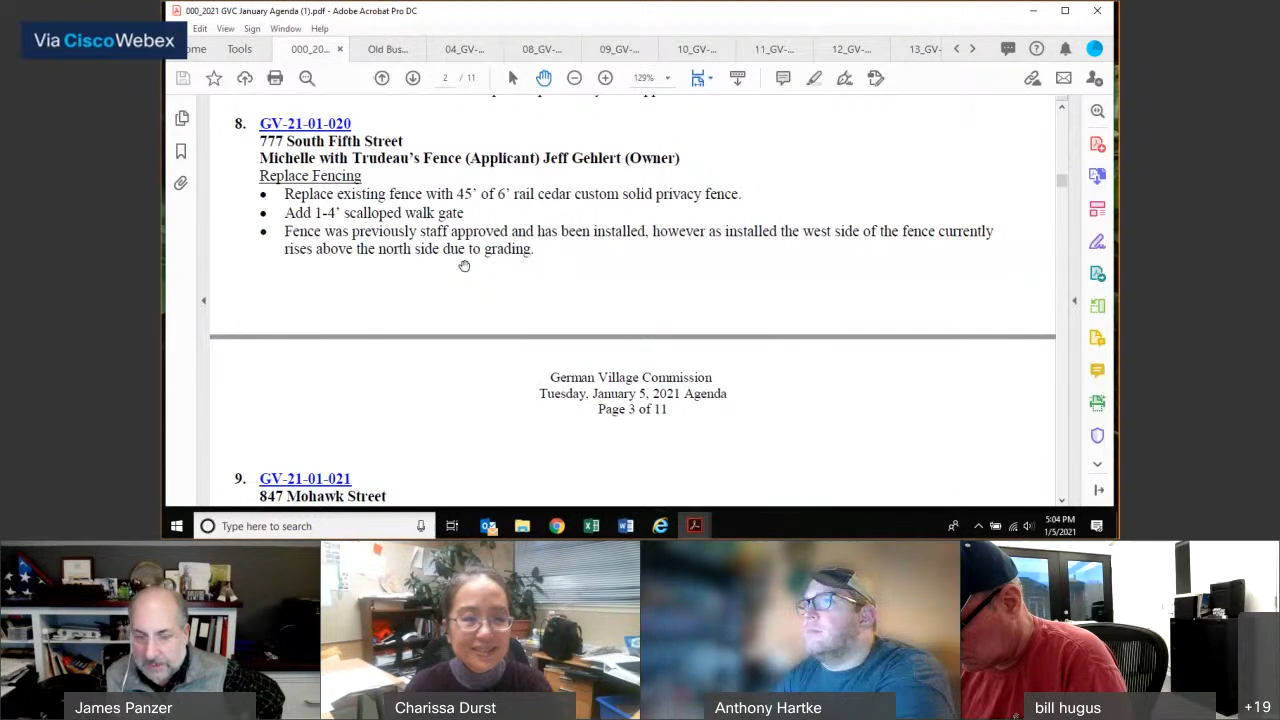 000_2021 GVC January Agenda (1).pdf - Adobe Acrobat Pro DC
Via CiscoWebex
Edit View Sign Window Help
ome Tools 000_20... Old Bas... 04_GV-... 08_GV-... 09_GV-... 10_GV-... 11_GV-... 12_GV-... 13_GV-
2 / 11 129%
8. GV-21-01-020
777 South Fifth Street
Michelle with Trudeau's Fence (Applicant) Jeff Gehlert (Owner)
Replace Fencing
• Replace existing fence with 45' of 6' rail cedar custom solid privacy fence.
• Add 1-4' scalloped walk gate
• Fence was previously staff approved and has been installed, however as installed the west side of the fence currently
rises above the north side due to grading.
German Village Commission
Tuesday, January 5, 2021 Agenda
Page 3 of 11
9. GV-21-01-021
847 Mohawk Street
Type here to search
5:04 PM
1/5/2021
James Panzer
Charissa Durst
Anthony Hartke
bill hugus
+19